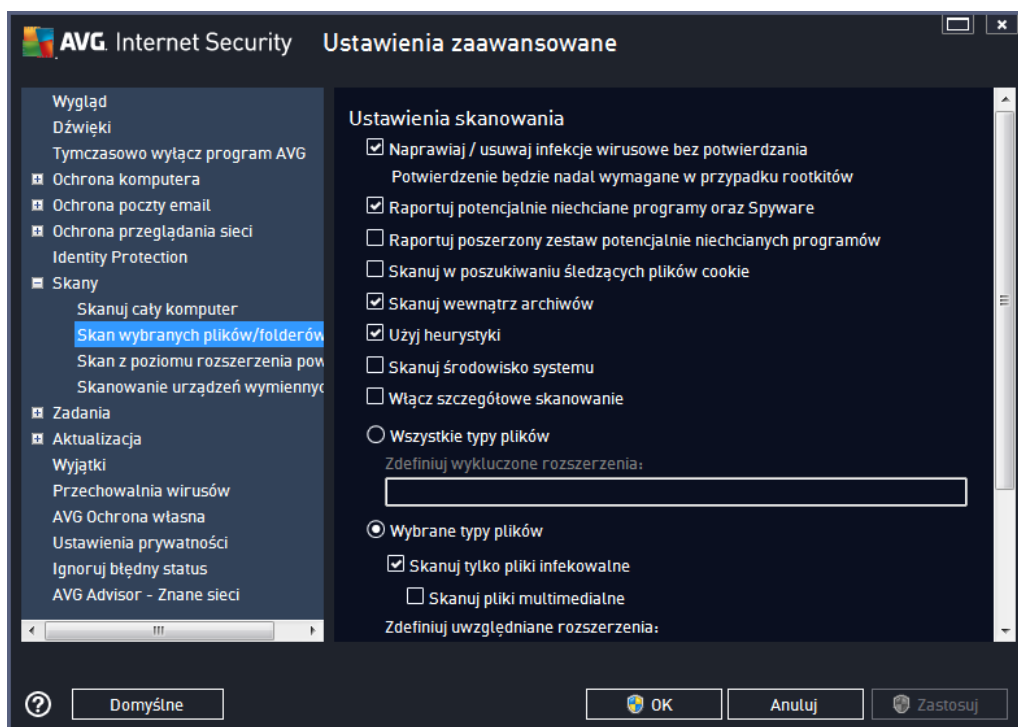 AVG. Internet Security Ustawienia zaawansowane
Wygląd
Dźwięki
Tymczasowo wyłącz program AVG
Ochrona komputera
Ochrona poczty email
Ochrona przeglądania sieci
Identity Protection
Skany
Skanuj cały komputer
Skan wybranych plików/folderów
Skan z poziomu rozszerzenia pow
Skanowanie urządzeń wymiennyc
Zadania
Aktualizacja
Wyjątki
Przechowalnia wirusów
AVG Ochrona własna
Ustawienia prywatności
Ignoruj błędny status
AVG Advisor - Znane sieci
Ustawienia skanowania
Naprawiaj / usuwaj infekcje wirusowe bez potwierdzania
Potwierdzenie będzie nadal wymagane w przypadku rootkitów
Raportuj potencjalnie niechciane programy oraz Spyware
Raportuj poszerzony zestaw potencjalnie niechcianych programów
Skanuj w poszukiwaniu śledzących plików cookie
Skanuj wewnątrz archiwów
Użyj heurystyki
Skanuj środowisko systemu
Włącz szczegółowe skanowanie
Wszystkie typy plików
Zdefiniuj wykluczone rozszerzenia:
Wybrane typy plików
Skanuj tylko pliki infekowalne
Skanuj pliki multimedialne
Zdefiniuj uwzględniane rozszerzenia:
? Domyślne OK Anuluj Zastosuj